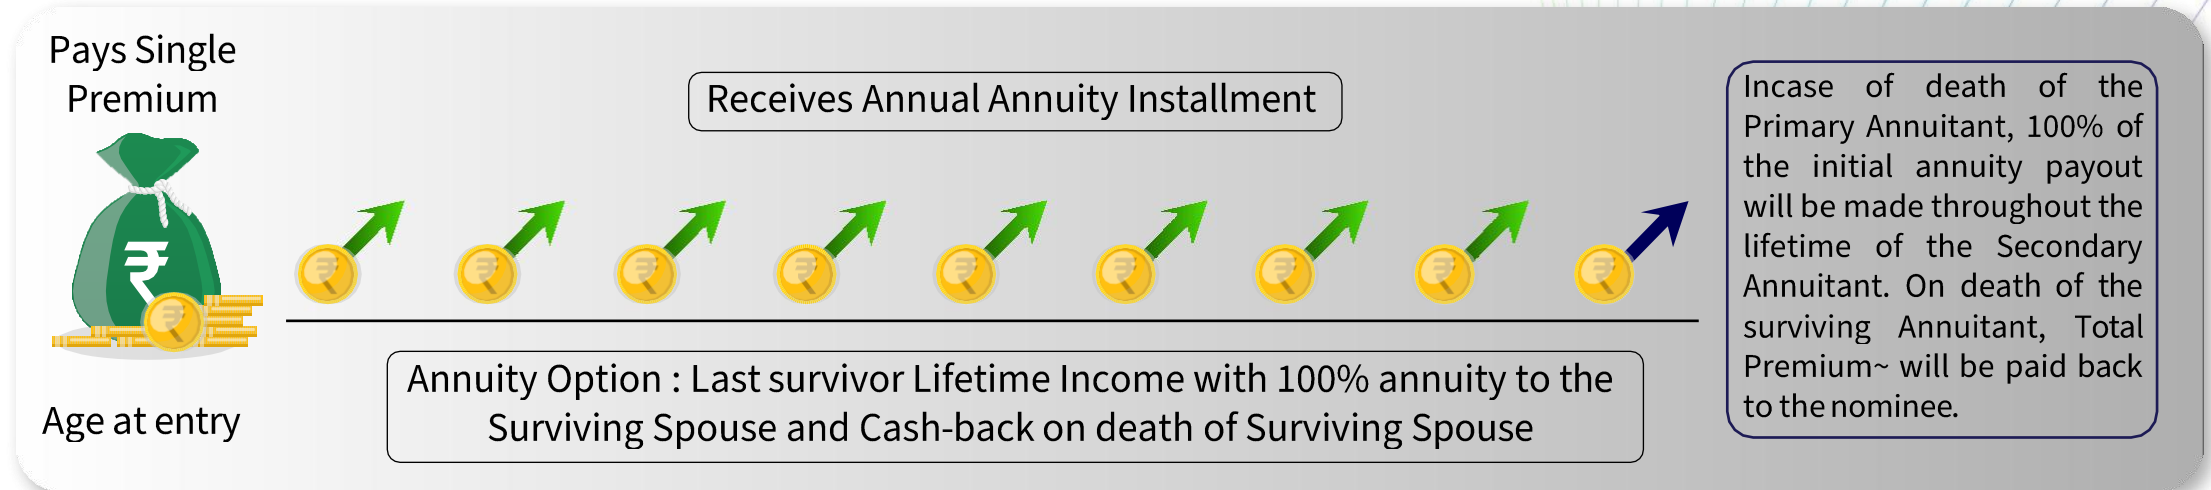 Pays Single
Premium
₹
Age at entry
Receives Annual Annuity Installment
₹ ₹ ₹ ₹ ₹ ₹ ₹ ₹ ₹
Annuity Option : Last survivor Lifetime Income with 100% annuity to the
Surviving Spouse and Cash-back on death of Surviving Spouse
Incase of death of the
Primary Annuitant, 100% of
the initial annuity payout
will be made throughout the
lifetime of the Secondary
Annuitant. On death of the
surviving Annuitant, Total
Premium~ will be paid back
to the nominee.